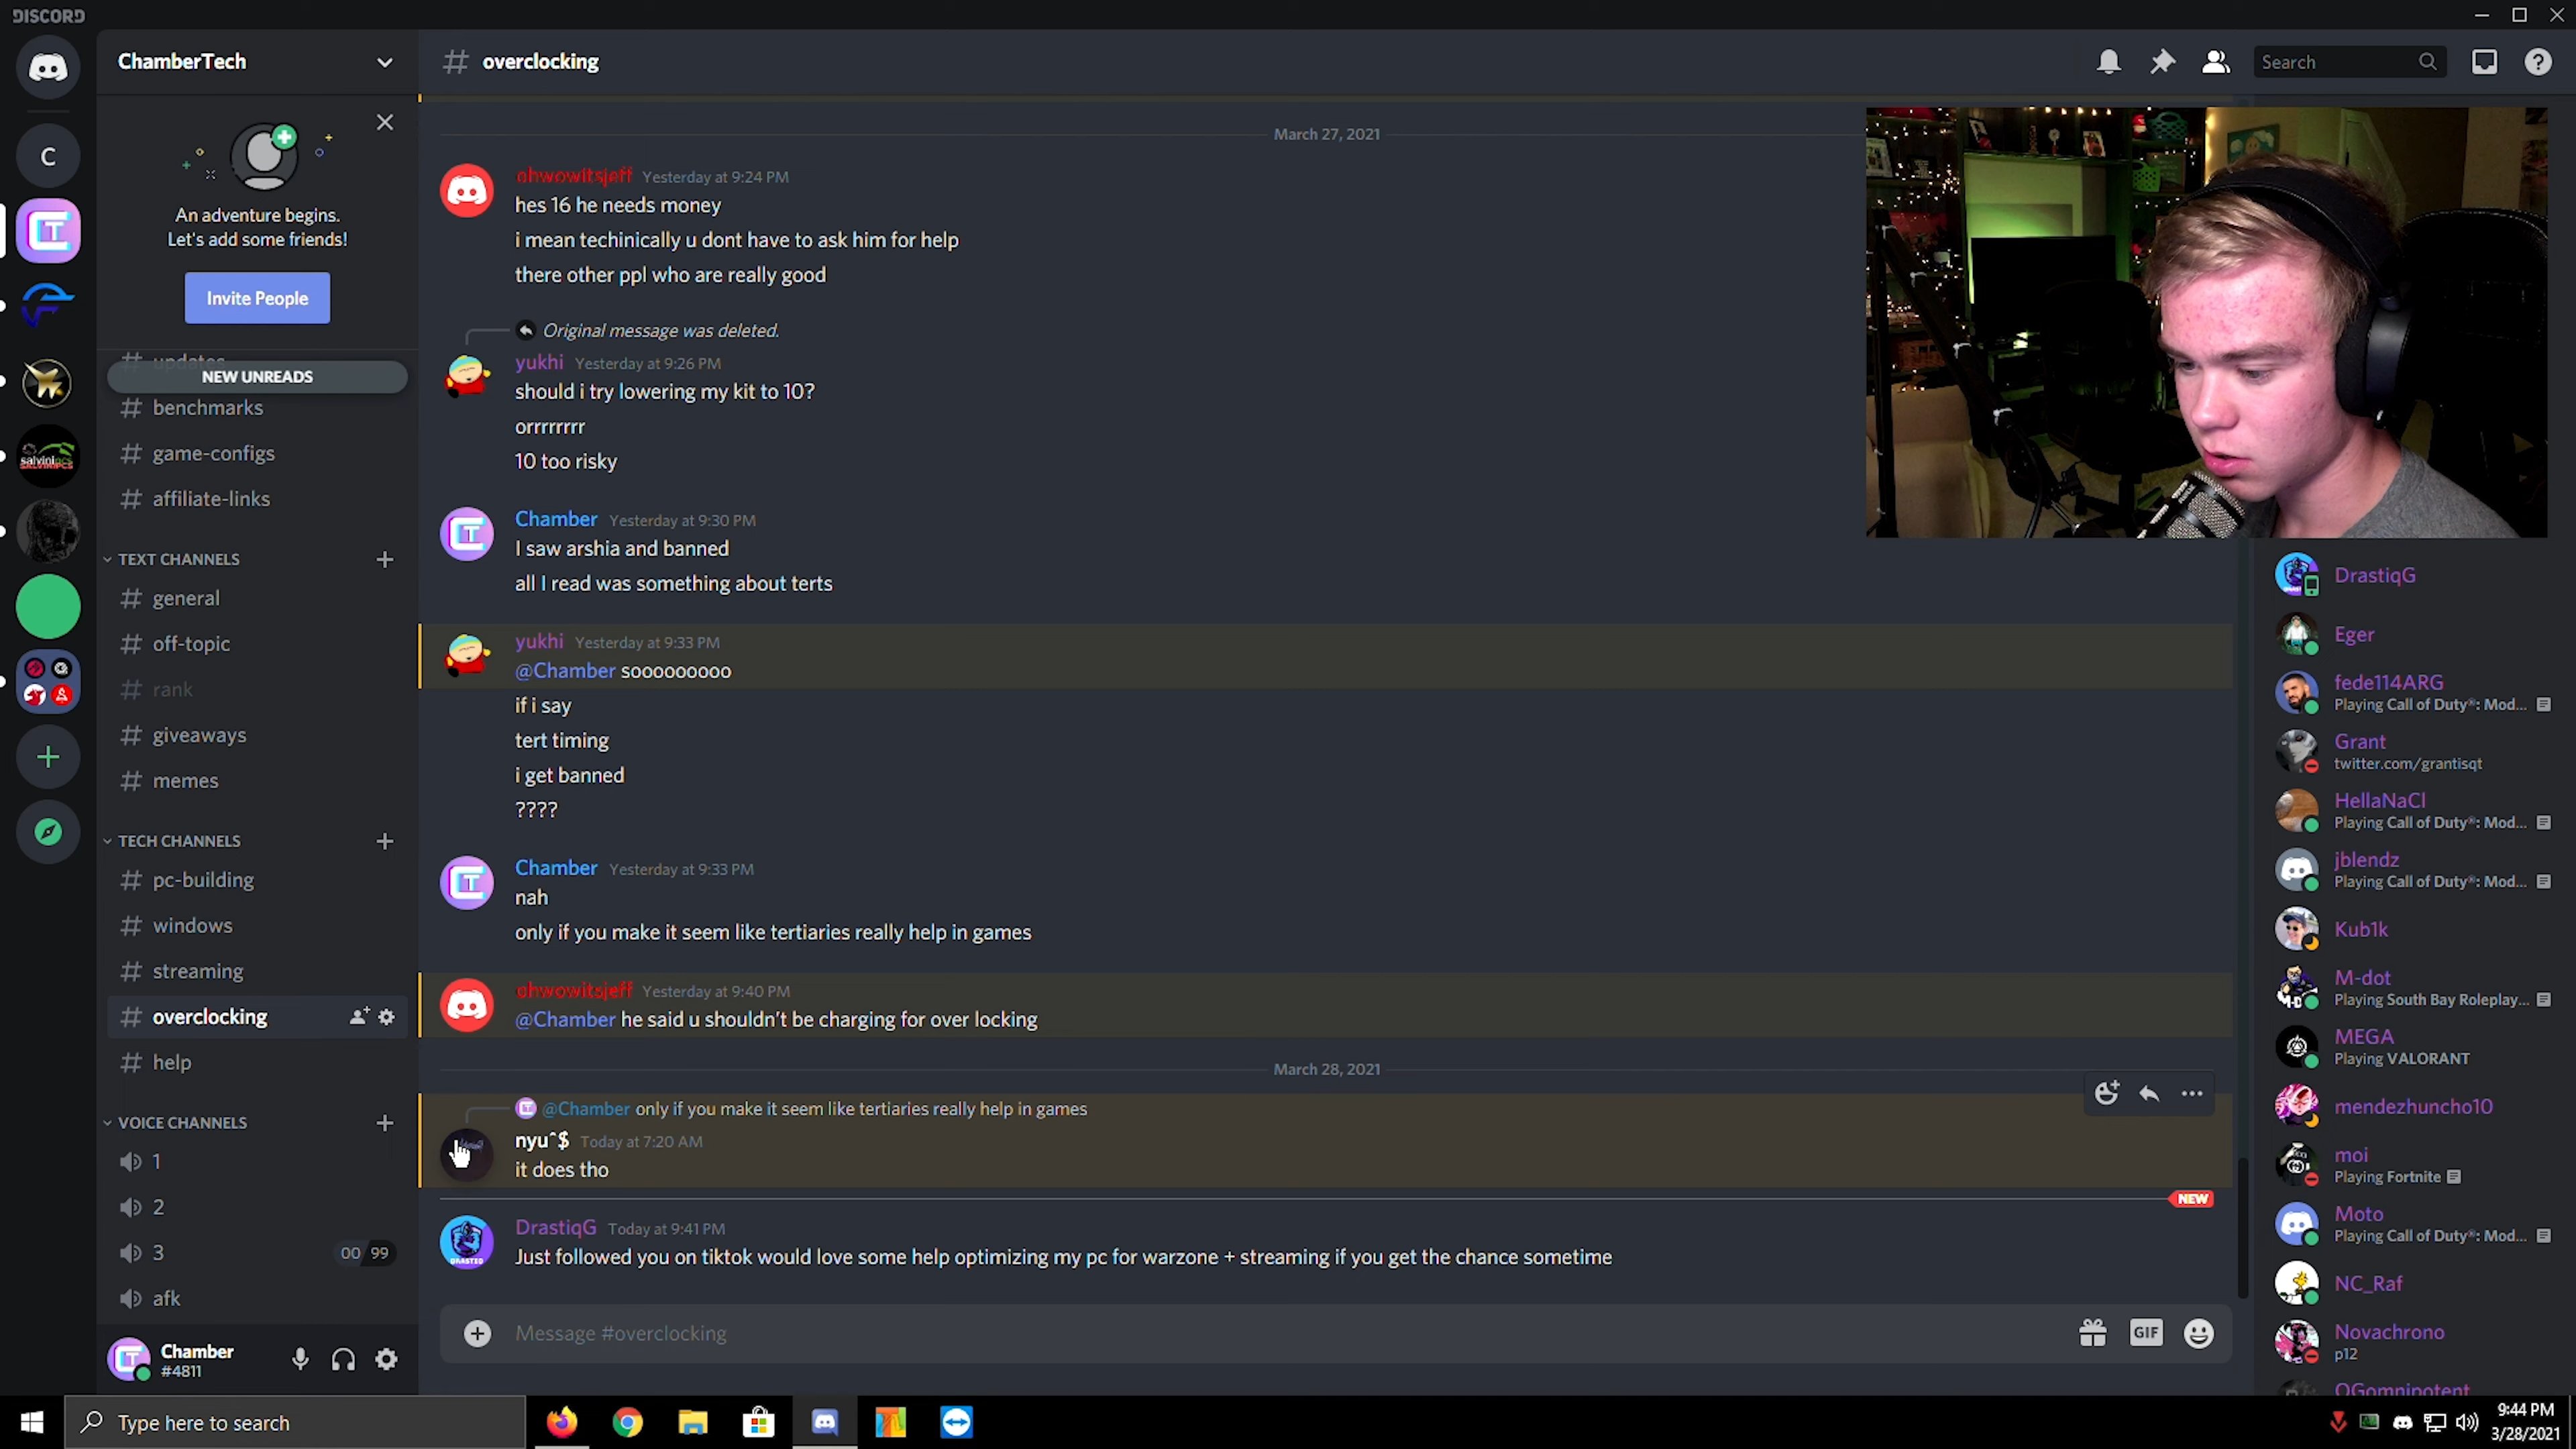 DISCORD
ChamberTech
overclocking
Search
An adventure begins.
Let's add some friends!
Invite People
updates
NEW UNREADS
benchmarks
game-configs
affiliate-links
TEXT CHANNELS
general
off-topic
rank
giveaways
memes
TECH CHANNELS
pc-building
windows
streaming
overclocking
help
VOICE CHANNELS
1
2
3 00 99
afk
Chamber
#4811
March 27, 2021
ohwowitsjeff Yesterday at 9:24 PM
hes 16 he needs money
i mean techinically u dont have to ask him for help
there other ppl who are really good
Original message was deleted.
yukhi Yesterday at 9:26 PM
should i try lowering my kit to 10?
orrrrrrr
10 too risky
Chamber Yesterday at 9:30 PM
I saw arshia and banned
all I read was something about terts
yukhi Yesterday at 9:33 PM
@Chamber sooooooooo
if i say
tert timing
i get banned
????
Chamber Yesterday at 9:33 PM
nah
only if you make it seem like tertiaries really help in games
ohwowitsjeff Yesterday at 9:40 PM
@Chamber he said u shouldn't be charging for over locking
March 28, 2021
@Chamber only if you make it seem like tertiaries really help in games
nyu^$ Today at 7:20 AM
it does tho
NEW
DrastiqG Today at 9:41 PM
Just followed you on tiktok would love some help optimizing my pc for warzone + streaming if you get the chance sometime
Message #overclocking
GIF
DrastiqG
Eger
fede114ARG
Playing Call of Duty®: Mod...
Grant
twitter.com/grantisqt
HellaNaCl
Playing Call of Duty®: Mod...
jblendz
Playing Call of Duty®: Mod...
Kub1k
M-dot
Playing South Bay Roleplay...
MEGA
Playing VALORANT
mendezhuncho10
moi
Playing Fortnite
Moto
Playing Call of Duty®: Mod...
NC_Raf
Novachrono
p12
OGomnipotent
Type here to search
9:44 PM
3/28/2021